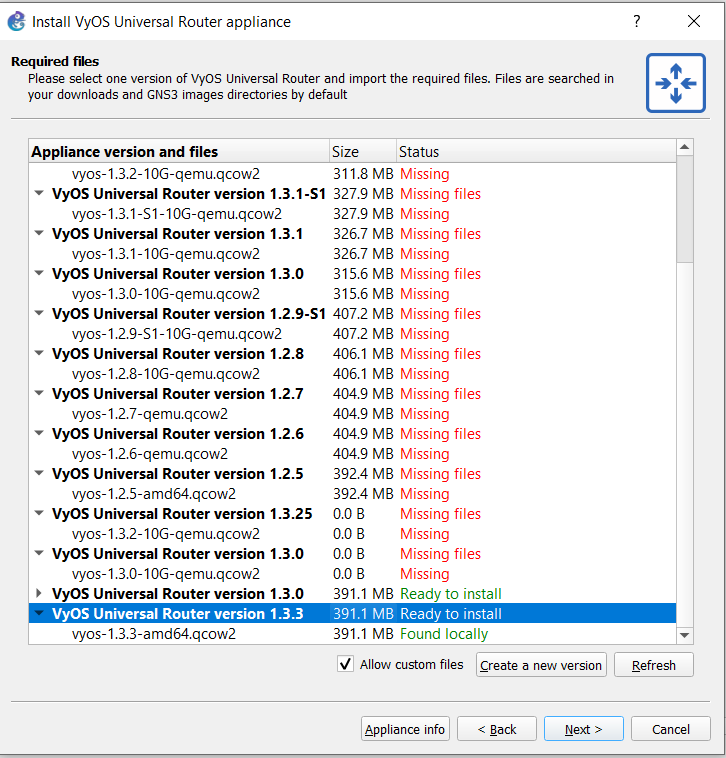 Install VyOS Universal Router appliance ?
Required files
Please select one version of VyOS Universal Router and import the required files. Files are searched in
your downloads and GNS3 images directories by default
Appliance version and files Size Status
vyos-1.3.2-10G-qemu.qcow2 311.8 MB Missing
VyOS Universal Router version 1.3.1-S1 327.9 MB Missing files
vyos-1.3.1-S1-10G-qemu.qcow2 327.9 MB Missing
VyOS Universal Router version 1.3.1 326.7 MB Missing files
vyos-1.3.1-10G-qemu.qcow2 326.7 MB Missing
VyOS Universal Router version 1.3.0 315.6 MB Missing files
vyos-1.3.0-10G-qemu.qcow2 315.6 MB Missing
VyOS Universal Router version 1.2.9-S1 407.2 MB Missing files
vyos-1.2.9-S1-10G-qemu.qcow2 407.2 MB Missing
VyOS Universal Router version 1.2.8 406.1 MB Missing files
vyos-1.2.8-10G-qemu.qcow2 406.1 MB Missing
VyOS Universal Router version 1.2.7 404.9 MB Missing files
vyos-1.2.7-qemu.qcow2 404.9 MB Missing
VyOS Universal Router version 1.2.6 404.9 MB Missing files
vyos-1.2.6-qemu.qcow2 404.9 MB Missing
VyOS Universal Router version 1.2.5 392.4 MB Missing files
vyos-1.2.5-amd64.qcow2 392.4 MB Missing
VyOS Universal Router version 1.3.25 0.0 B Missing files
vyos-1.3.2-10G-qemu.qcow2 0.0 B Missing
VyOS Universal Router version 1.3.0 0.0 B Missing files
vyos-1.3.0-10G-qemu.qcow2 0.0 B Missing
VyOS Universal Router version 1.3.0 391.1 MB Ready to install
VyOS Universal Router version 1.3.3 391.1 MB Ready to install
vyos-1.3.3-amd64.qcow2 391.1 MB Found locally
Allow custom files Create a new version Refresh
Appliance info < Back Next > Cancel